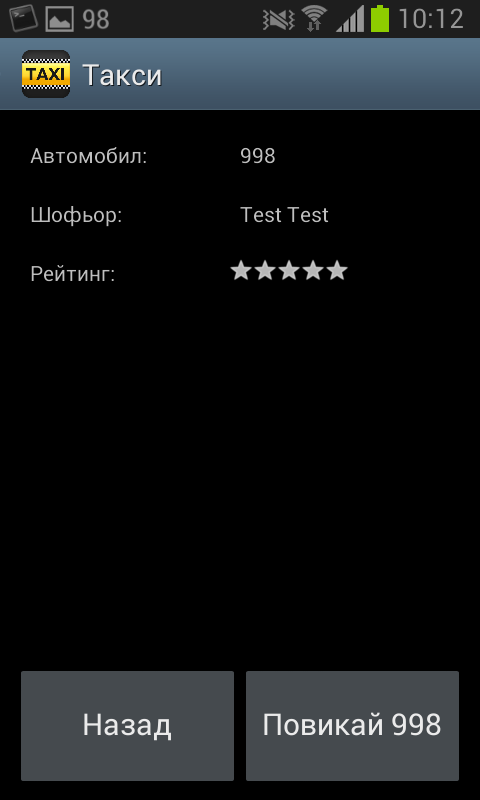 98 10:12
TAXI Такси
Автомобил: 998
Шофьор: Test Test
Рейтинг:
Назад Повикай 998